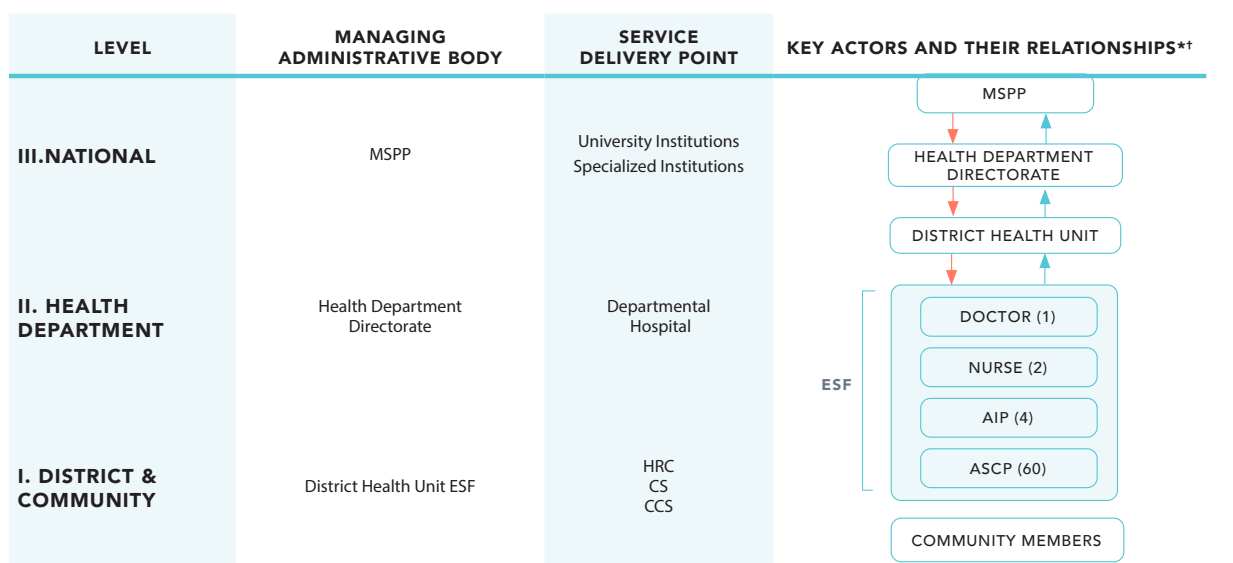 LEVEL
MANAGING
ADMINISTRATIVE BODY
SERVICE
DELIVERY POINT
KEY ACTORS AND THEIR RELATIONSHIPS*†
III.NATIONAL
MSPP
University Institutions
Specialized Institutions
II. HEALTH
DEPARTMENT
Health Department
Directorate
Departmental
Hospital
I. DISTRICT &
COMMUNITY
District Health Unit ESF
HRC
CS
CCS
MSPP
HEALTH DEPARTMENT
DIRECTORATE
DISTRICT HEALTH UNIT
ESF
DOCTOR (1)
NURSE (2)
AIP (4)
ASCP (60)
COMMUNITY MEMBERS